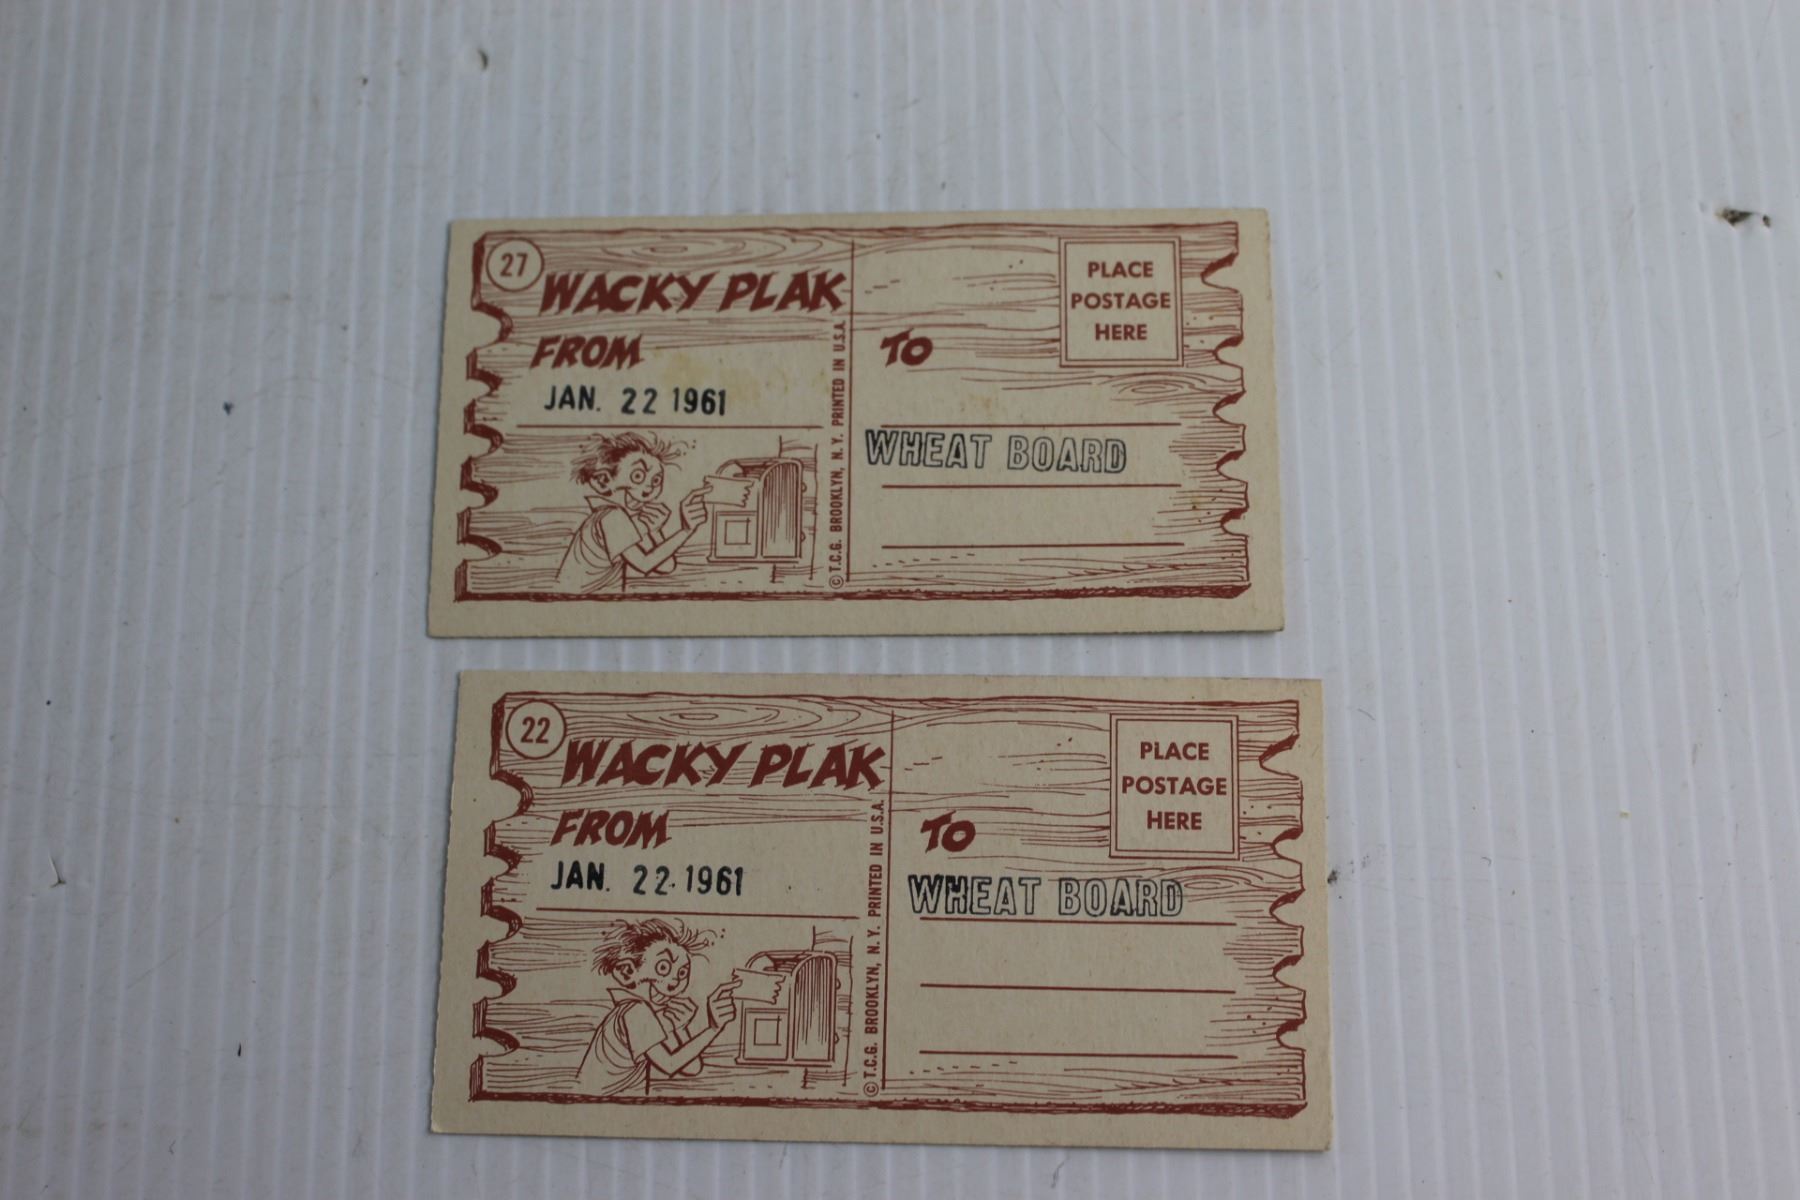 27
WACKY PLAK
FROM
JAN. 22 1961
© T.C.G. BROOKLYN, N.Y. PRINTED IN U.S.A.
TO
PLACE
POSTAGE
HERE
WHEAT BOARD
22
WACKY PLAK
FROM
JAN. 22 1961
© T.C.G. BROOKLYN, N.Y. PRINTED IN U.S.A.
TO
PLACE
POSTAGE
HERE
WHEAT BOARD